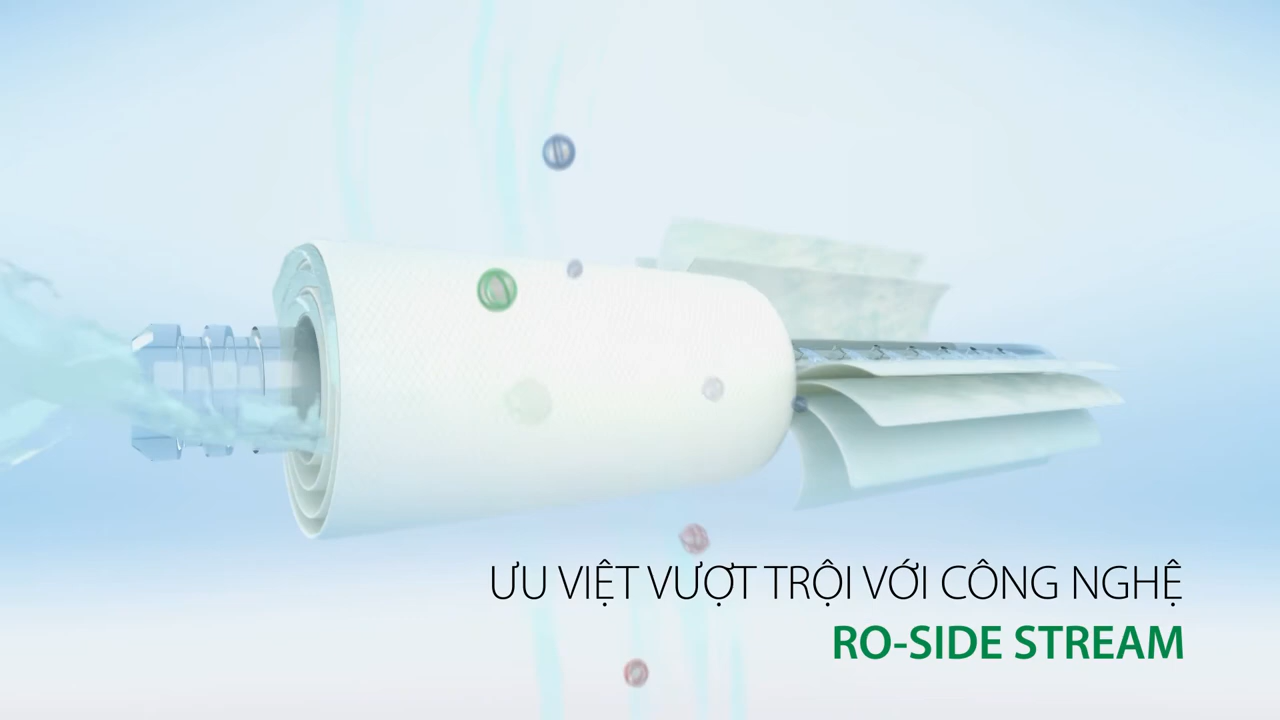 ƯU VIỆT VƯỢT TRỘI VỚI CÔNG NGHỆ
RO-SIDE STREAM